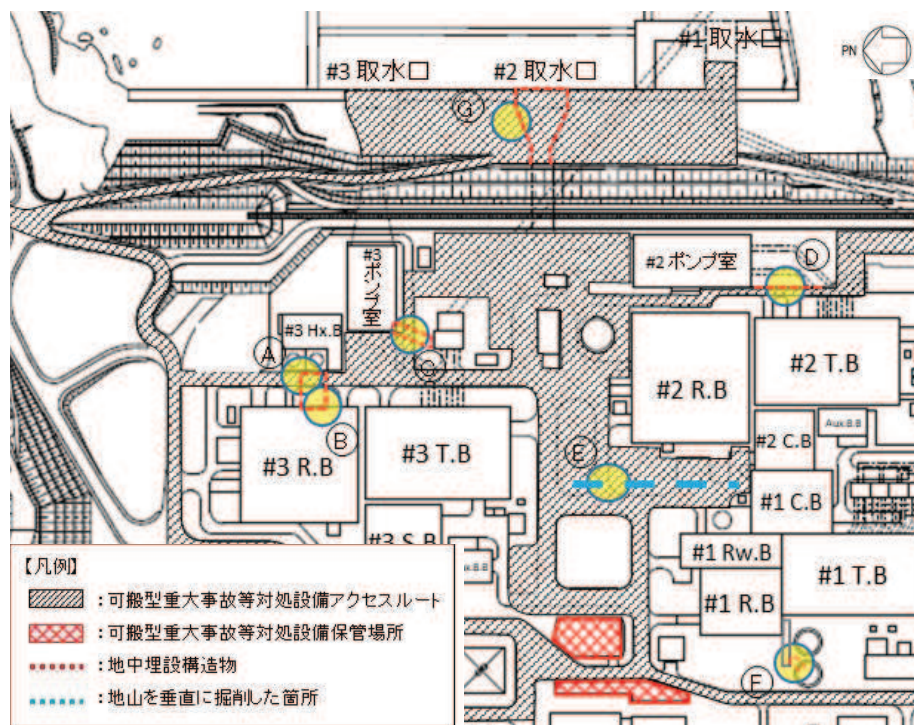 #1 取水口
PN
#3 取水口
#2 取水口
G
#3
ポンプ室
#2 ポンプ室
D
#3 Hx.B
A
C
#2 R.B
#2 T.B
B
#3 R.B
#3 T.B
E
#2 C.B
Aux.B.B
#1 C.B
#3 S.B
Aux.B.B
#1 Rw.B
#1 T.B
#1 R.B
F
【凡例】
:可搬型重大事故等対処設備アクセスルート
:可搬型重大事故等対処設備保管場所
:地中埋設構造物
:地山を垂直に掘削した箇所